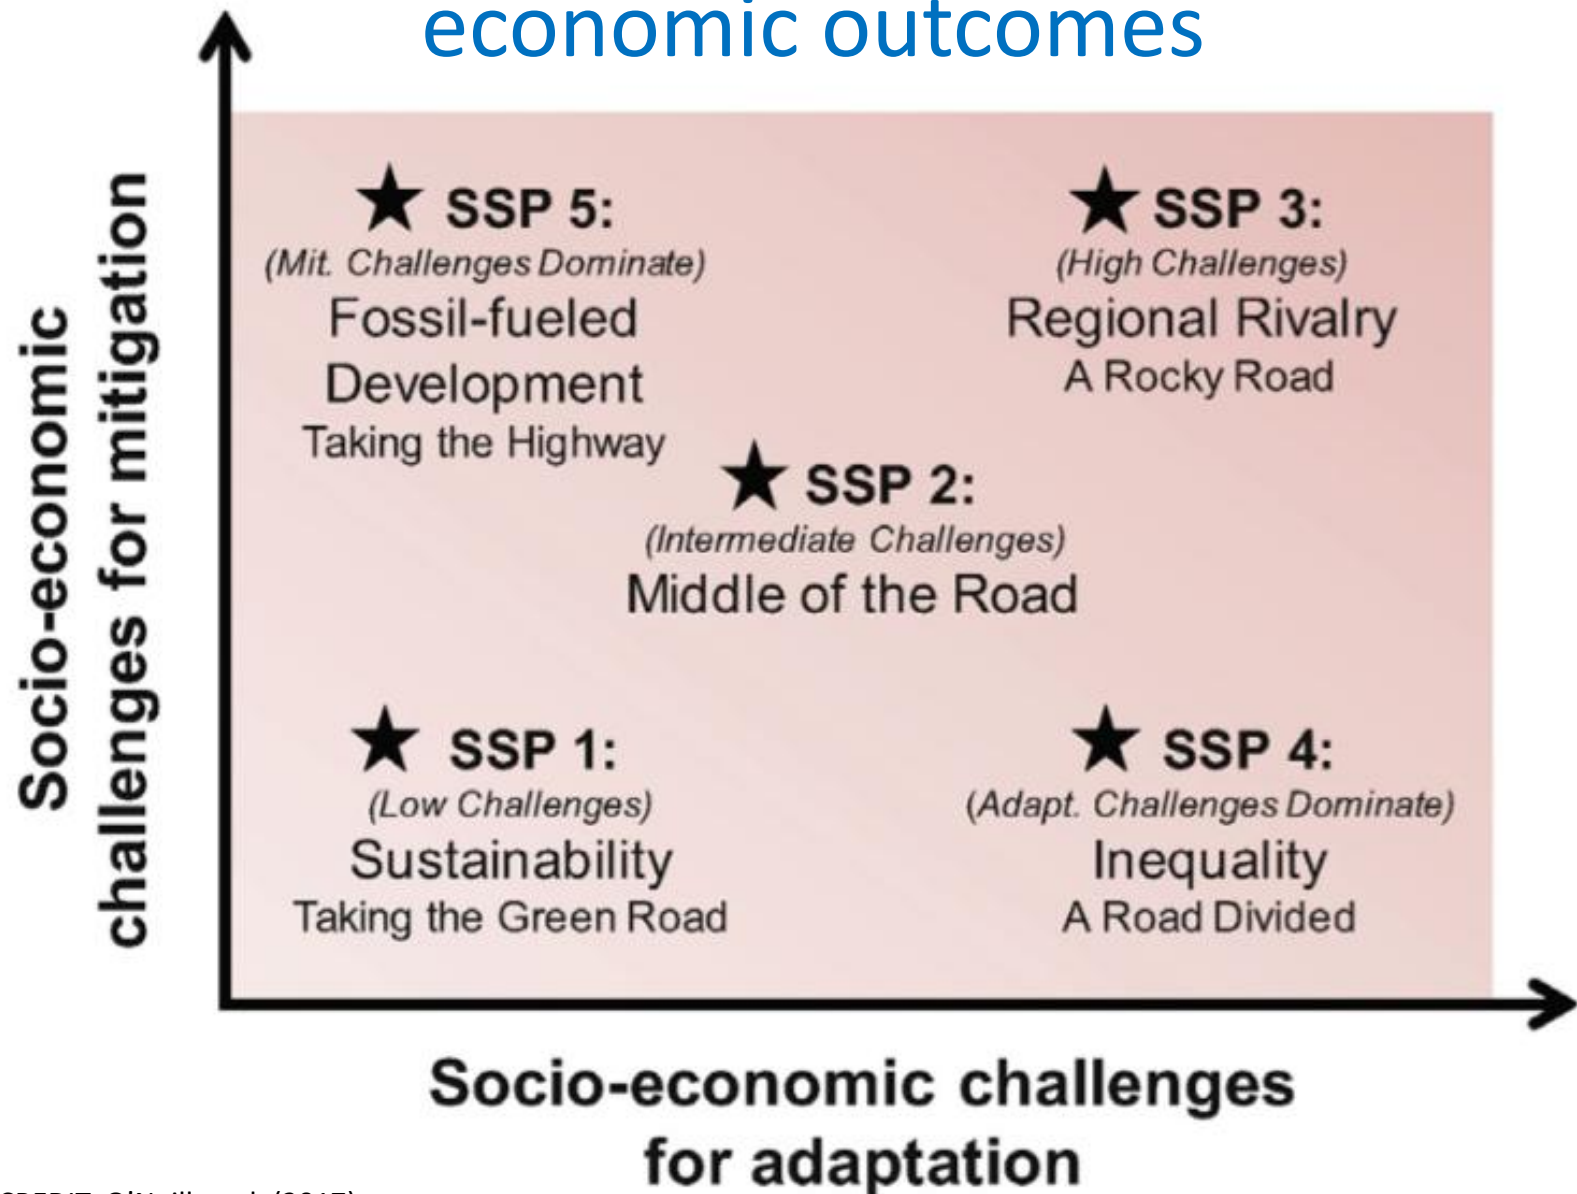 economic outcomes
Socio-economic
challenges for mitigation
★ SSP 5:
(Mit. Challenges Dominate)
Fossil-fueled
Development
Taking the Highway
★ SSP 3:
(High Challenges)
Regional Rivalry
A Rocky Road
★ SSP 2:
(Intermediate Challenges)
Middle of the Road
★ SSP 1:
(Low Challenges)
Sustainability
Taking the Green Road
★ SSP 4:
(Adapt. Challenges Dominate)
Inequality
A Road Divided
Socio-economic challenges
for adaptation